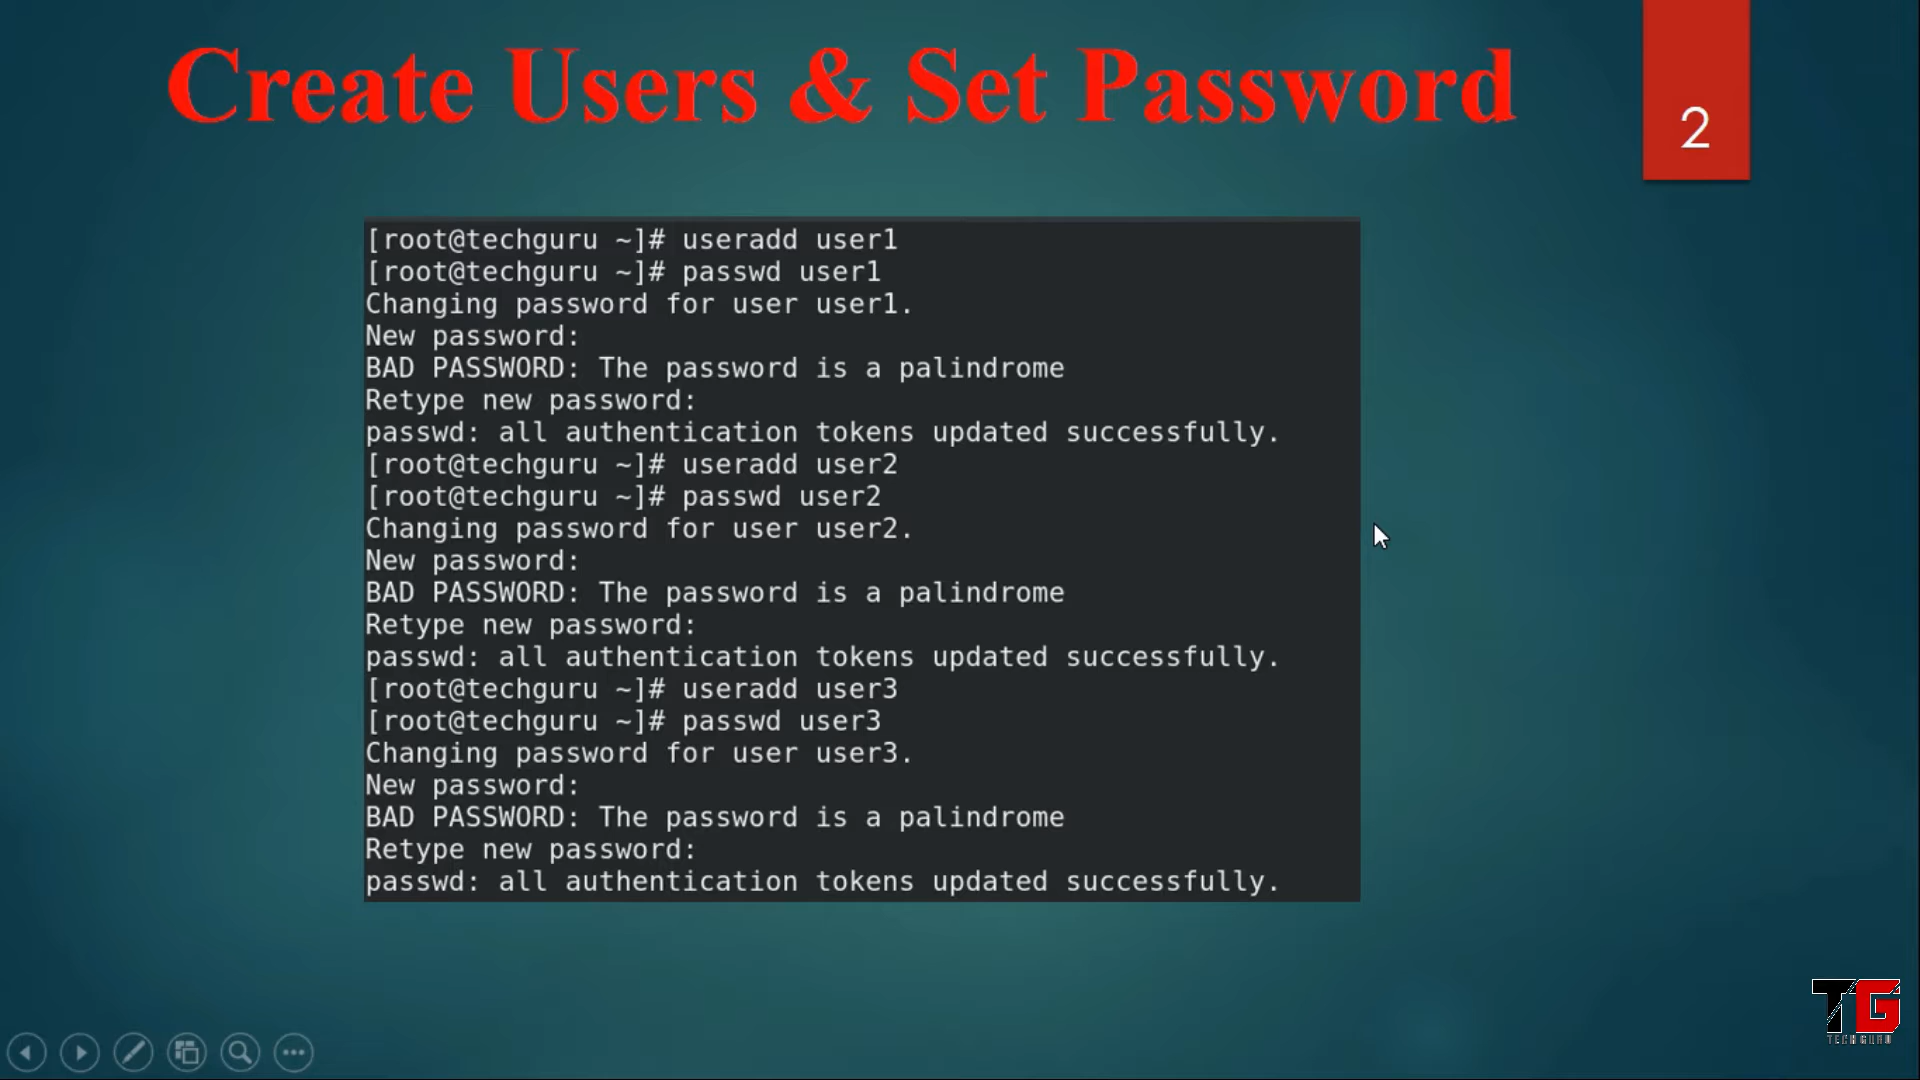 Create Users & Set Password
2
[root@techguru ~]# useradd user1
[root@techguru ~]# passwd user1
Changing password for user user1.
New password:
BAD PASSWORD: The password is a palindrome
Retype new password:
passwd: all authentication tokens updated successfully.
[root@techguru ~]# useradd user2
[root@techguru ~]# passwd user2
Changing password for user user2.
New password:
BAD PASSWORD: The password is a palindrome
Retype new password:
passwd: all authentication tokens updated successfully.
[root@techguru ~]# useradd user3
[root@techguru ~]# passwd user3
Changing password for user user3.
New password:
BAD PASSWORD: The password is a palindrome
Retype new password:
passwd: all authentication tokens updated successfully.
TG
TECH GURU